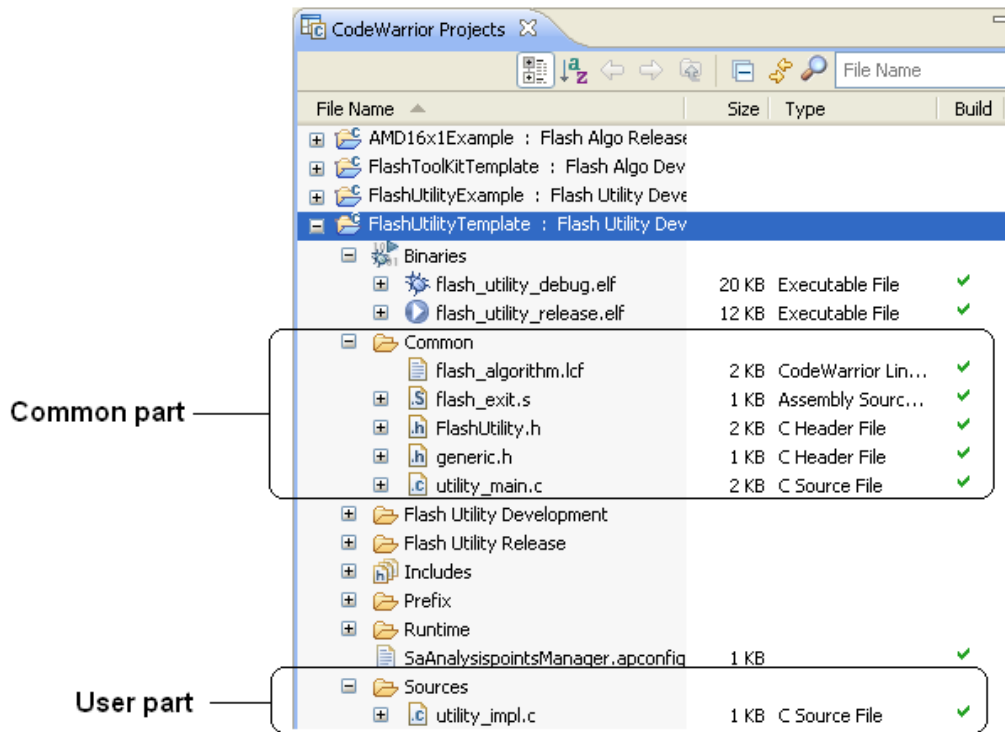 CodeWarrior Projects
File Name
File Name Size Type Build
AMD16x1Example : Flash Algo Release
FlashToolKitTemplate : Flash Algo Dev
FlashUtilityExample : Flash Utility Deve
FlashUtilityTemplate : Flash Utility Dev
Binaries
flash_utility_debug.elf 20 KB Executable File
flash_utility_release.elf 12 KB Executable File
Common
flash_algorithm.lcf 2 KB CodeWarrior Lin...
flash_exit.s 1 KB Assembly Sourc...
Common part
FlashUtility.h 2 KB C Header File
generic.h 1 KB C Header File
utility_main.c 2 KB C Source File
Flash Utility Development
Flash Utility Release
Includes
Prefix
Runtime
SaAnalysispointsManager.apconfig 1 KB
Sources
User part
utility_impl.c 1 KB C Source File